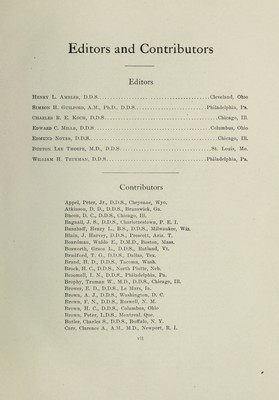 Editors and Contributors
Editors
Henry L. Ambler, D.D.S. Cleveland, Ohio
Simeon H. Guilford, A.M., Ph.D., D.D.S. Philadelphia, Pa.
Charles R. E. Koch, D.D.S. Chicago, Ill.
Edward C. Mills, D.D.S. Columbus, Ohio
Edmund Noyes, D.D.S. Chicago, Ill.
Burton Lee Thorpe, M.D., D.D.S. St. Louis, Mo.
William H. Trueman, D.D.S. Philadelphia, Pa.
Contributors
Appel, Peter, Jr., D.D.S., Cheyenne, Wyo.
Atkinson, D. D., D.D.S., Brunswick, Ga.
Bacon, D. C., D.D.S., Chicago, Ill.
Bagnall, J. S., D.D.S., Charlottetown, P. E. I.
Banzhaf, Henry L., B.S., D.D.S., Milwaukee, Wis.
Blain, J. Harvey, D.D.S., Prescott, Ariz. T.
Boardman, Waldo E., D.M.D., Boston, Mass.
Bosworth, Grace L., D.D.S., Rutland, Vt.
Bradford, T. G., D.D.S., Dallas, Tex.
Breed, H. D., D.D.S., Tacoma, Wash.
Brock, H. C., D.D.S., North Platte, Neb.
Broomell, I. N., D.D.S., Philadelphia, Pa.
Brophy, Truman W., M.D., D.D.S., Chicago, Ill.
Brower, E. D., D.D.S., Le Mars, Ia.
Brown, A. J., D.D.S., Washington, D. C.
Brown, F. N., D.D.S., Roswell, N. M.
Brown, H. C., D.D.S., Columbus, Ohio
Brown, Peter, L.D.S., Montreal, Que.
Butler, Charles S., D.D.S., Buffalo, N. Y.
Carr, Clarence A., A.M., M.D., Newport, R. I.
vii